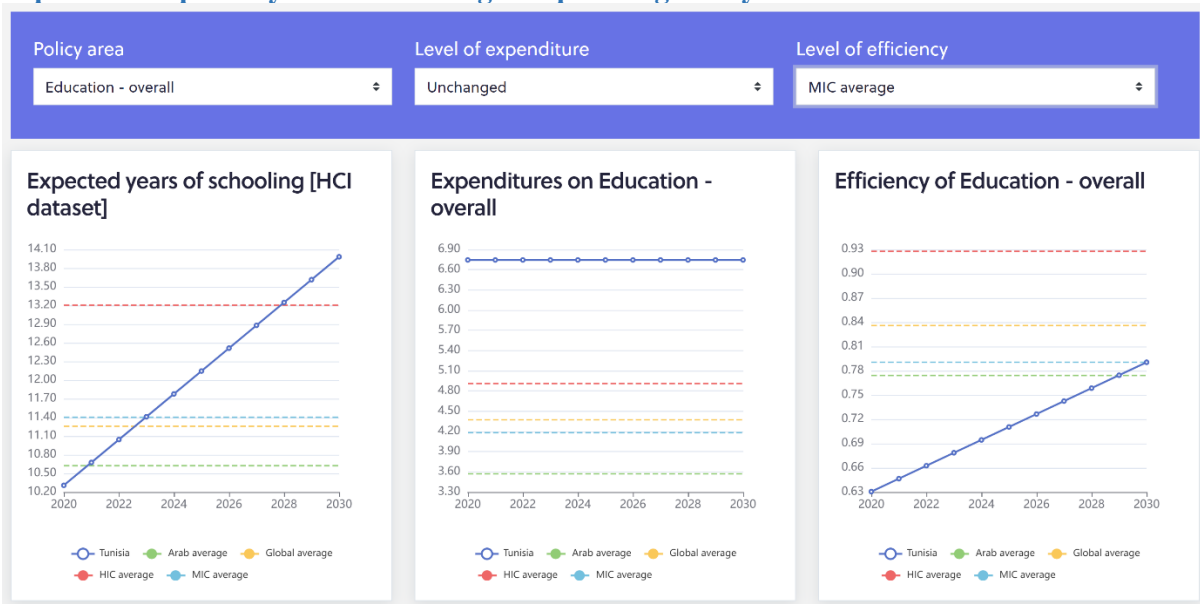 Policy area
Level of expenditure
Level of efficiency
Education - overall
Unchanged
MIC average
Expected years of schooling [HCI
dataset]
14.10
13.80
13.50
13.20
12.90
12.60
12.30
12.00
11.70
11.40
11.10
10.80
10.50
10.20
2020 2022 2024 2026 2028 2030
Tunisia Arab average Global average
HIC average MIC average
Expenditures on Education -
overall
6.90
6.60
6.30
6.00
5.70
5.40
5.10
4.80
4.50
4.20
3.90
3.60
3.30
2020 2022 2024 2026 2028 2030
Tunisia Arab average Global average
HIC average MIC average
Efficiency of Education - overall
0.93
0.90
0.87
0.84
0.81
0.78
0.75
0.72
0.69
0.66
0.63
2020 2022 2024 2026 2028 2030
Tunisia Arab average Global average
HIC average MIC average